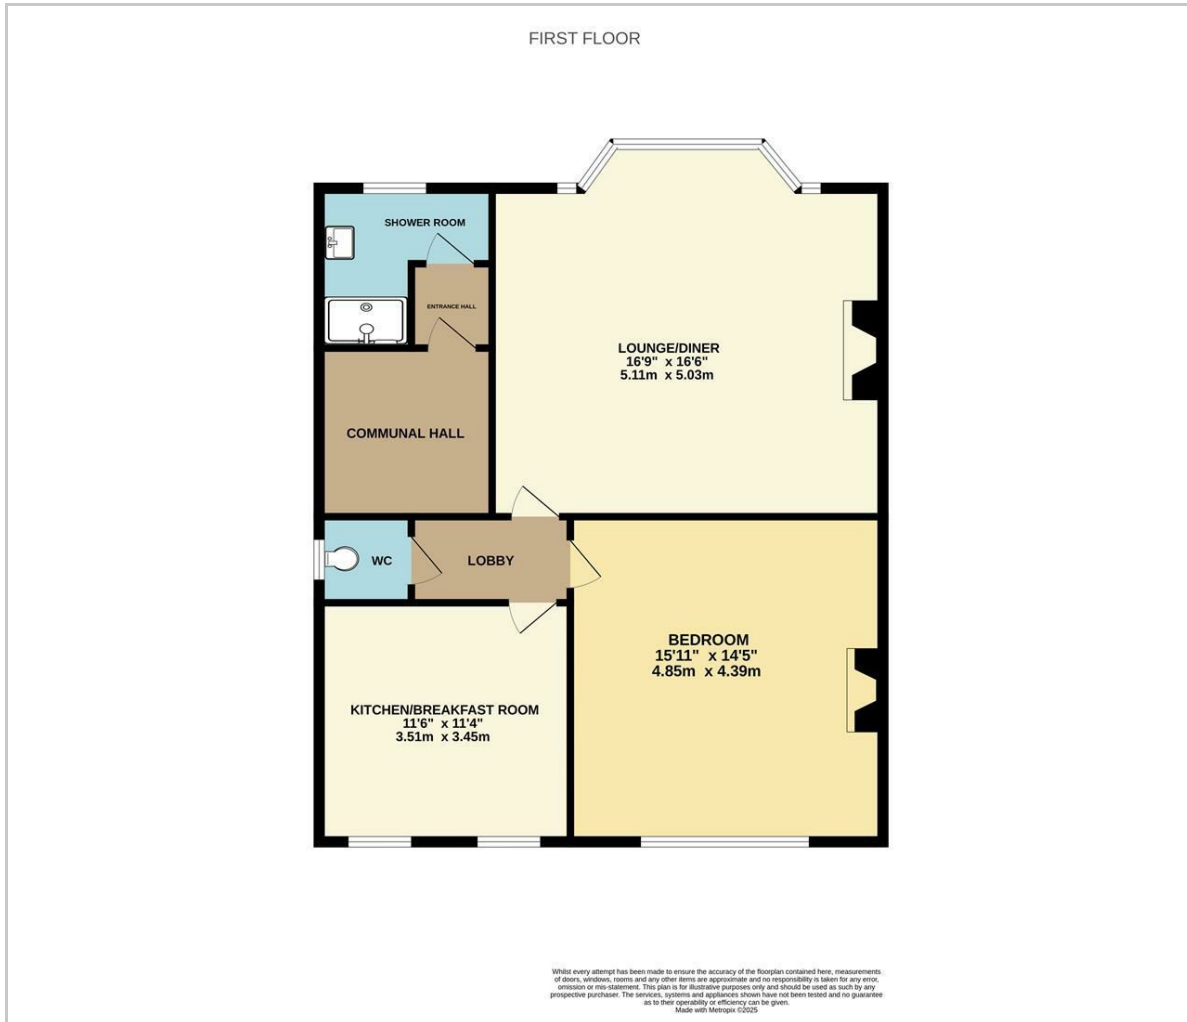 FIRST FLOOR
SHOWER ROOM
ENTRANCE HALL
LOUNGE/DINER
16'9" x 16'6"
5.11m x 5.03m
COMMUNAL HALL
WC
LOBBY
BEDROOM
15'11" x 14'5"
4.85m x 4.39m
KITCHEN/BREAKFAST ROOM
11'6" x 11'4"
3.51m x 3.45m
Whilst every attempt has been made to ensure the accuracy of the floorplan contained here, measurements
of doors, windows, rooms and any other items are approximate and no responsibility is taken for any error,
omission or mis-statement. This plan is for illustrative purposes only and should be used as such by any
prospective purchaser. The services, systems and appliances shown have not been tested and no guarantee
as to their operability or efficiency can be given.
Made with Metropix ©2025